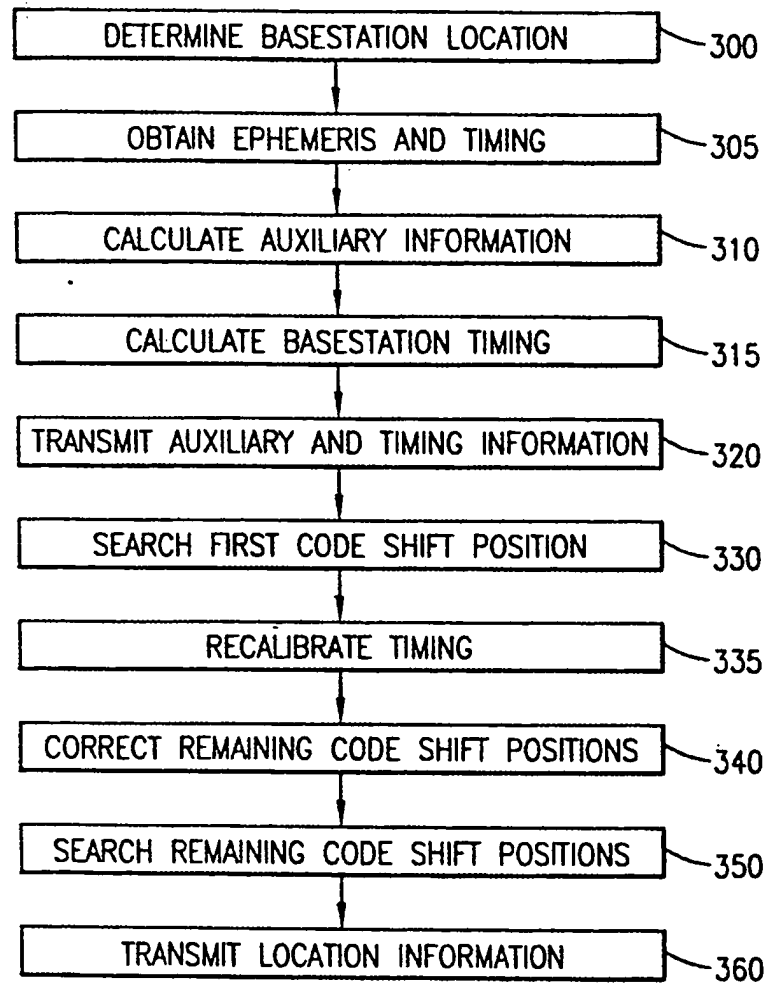 DETERMINE BASESTATION LOCATION 300
OBTAIN EPHEMERIS AND TIMING 305
CALCULATE AUXILIARY INFORMATION 310
CALCULATE BASESTATION TIMING 315
TRANSMIT AUXILIARY AND TIMING INFORMATION 320
SEARCH FIRST CODE SHIFT POSITION 330
RECALIBRATE TIMING 335
CORRECT REMAINING CODE SHIFT POSITIONS 340
SEARCH REMAINING CODE SHIFT POSITIONS 350
TRANSMIT LOCATION INFORMATION 360